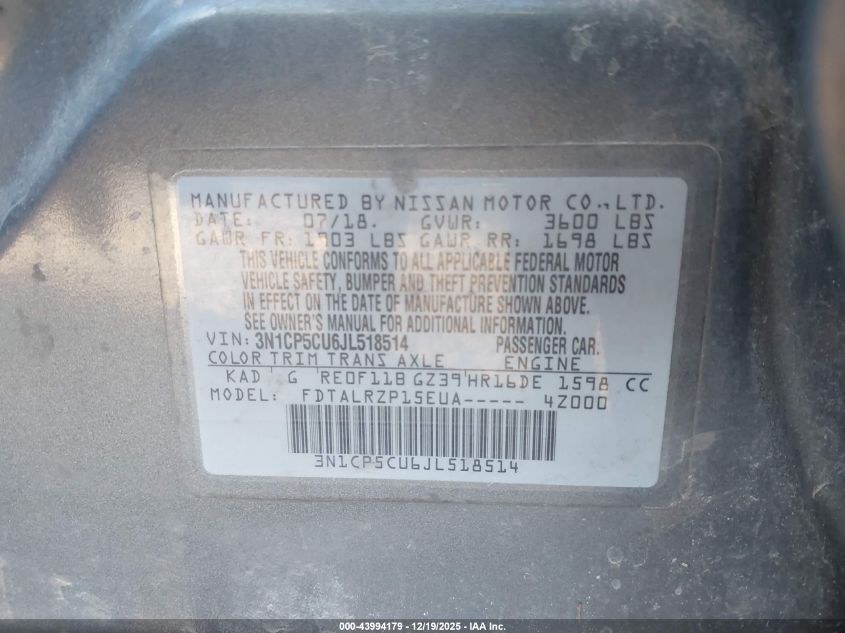 MANUFACTURED BY NISSAN MOTOR CO., LTD.
DATE: 07/18. GVWR: 3600 LBS
GAWR FR: 1903 LBS GAWR RR: 1698 LBS
THIS VEHICLE CONFORMS TO ALL APPLICABLE FEDERAL MOTOR
VEHICLE SAFETY, BUMPER AND THEFT PREVENTION STANDARDS
IN EFFECT ON THE DATE OF MANUFACTURE SHOWN ABOVE.
SEE OWNER'S MANUAL FOR ADDITIONAL INFORMATION.
VIN: 3N1CP5CU6JL518514 PASSENGER CAR.
COLOR TRIM TRANS AXLE ENGINE
KAD G RE0F11B GZ39 HR16DE 1598 CC
MODEL: FDTALRZP15EUA----- 4Z000
3N1CP5CU6JL518514
000-43994179 - 12/19/2025 - IAA Inc.